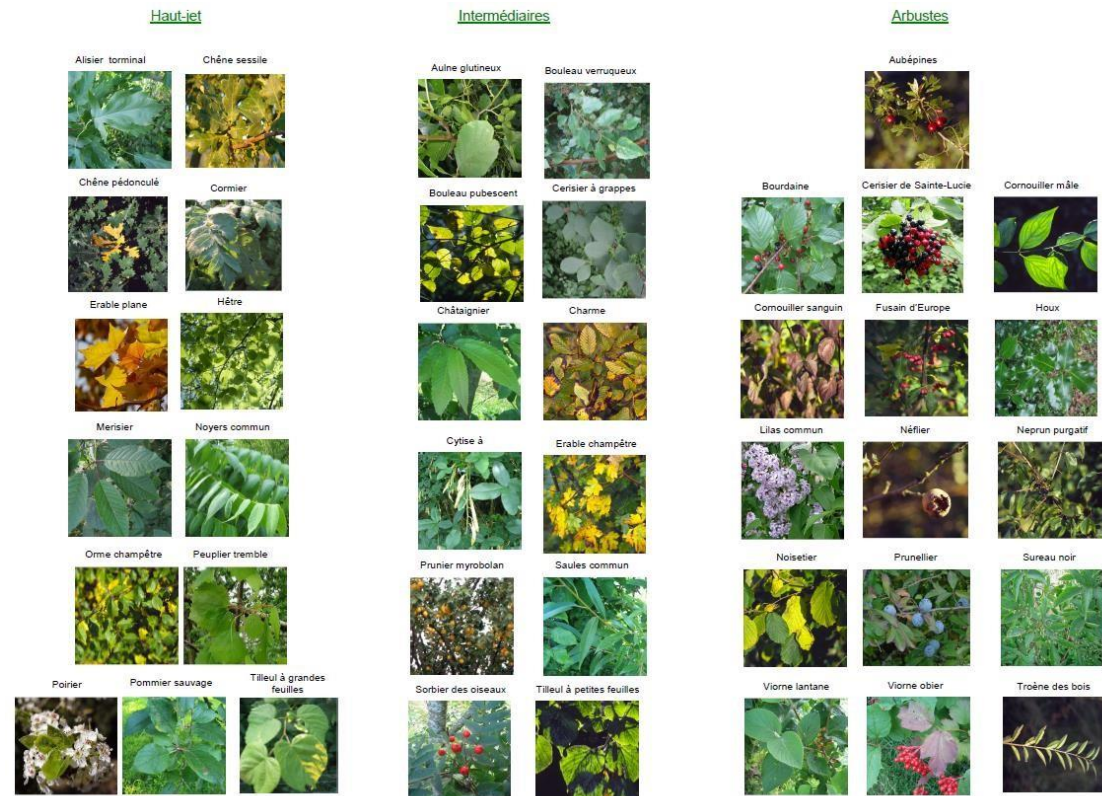 Haut-jet
Alisier torminal
Chêne sessile
Chêne pédonculé
Cormier
Erable plane
Hêtre
Merisier
Noyers commun
Orme champêtre
Peuplier tremble
Poirier
Pommier sauvage
Tilleul à grandes
feuilles
Intermédiaires
Aulne glutineux
Bouleau verruqueux
Bouleau pubescent
Cerisier à grappes
Châtaignier
Charme
Cytise à
Erable champêtre
Prunier myrobolan
Saules commun
Sorbier des oiseaux
Tilleul à petites feuilles
Arbustes
Aubépines
Bourdaine
Cerisier de Sainte-Lucie
Cornouiller mâle
Cornouiller sanguin
Fusain d'Europe
Houx
Lilas commun
Néflier
Neprun purgatif
Noisetier
Prunellier
Sureau noir
Viorne lantane
Viorne obier
Troène des bois